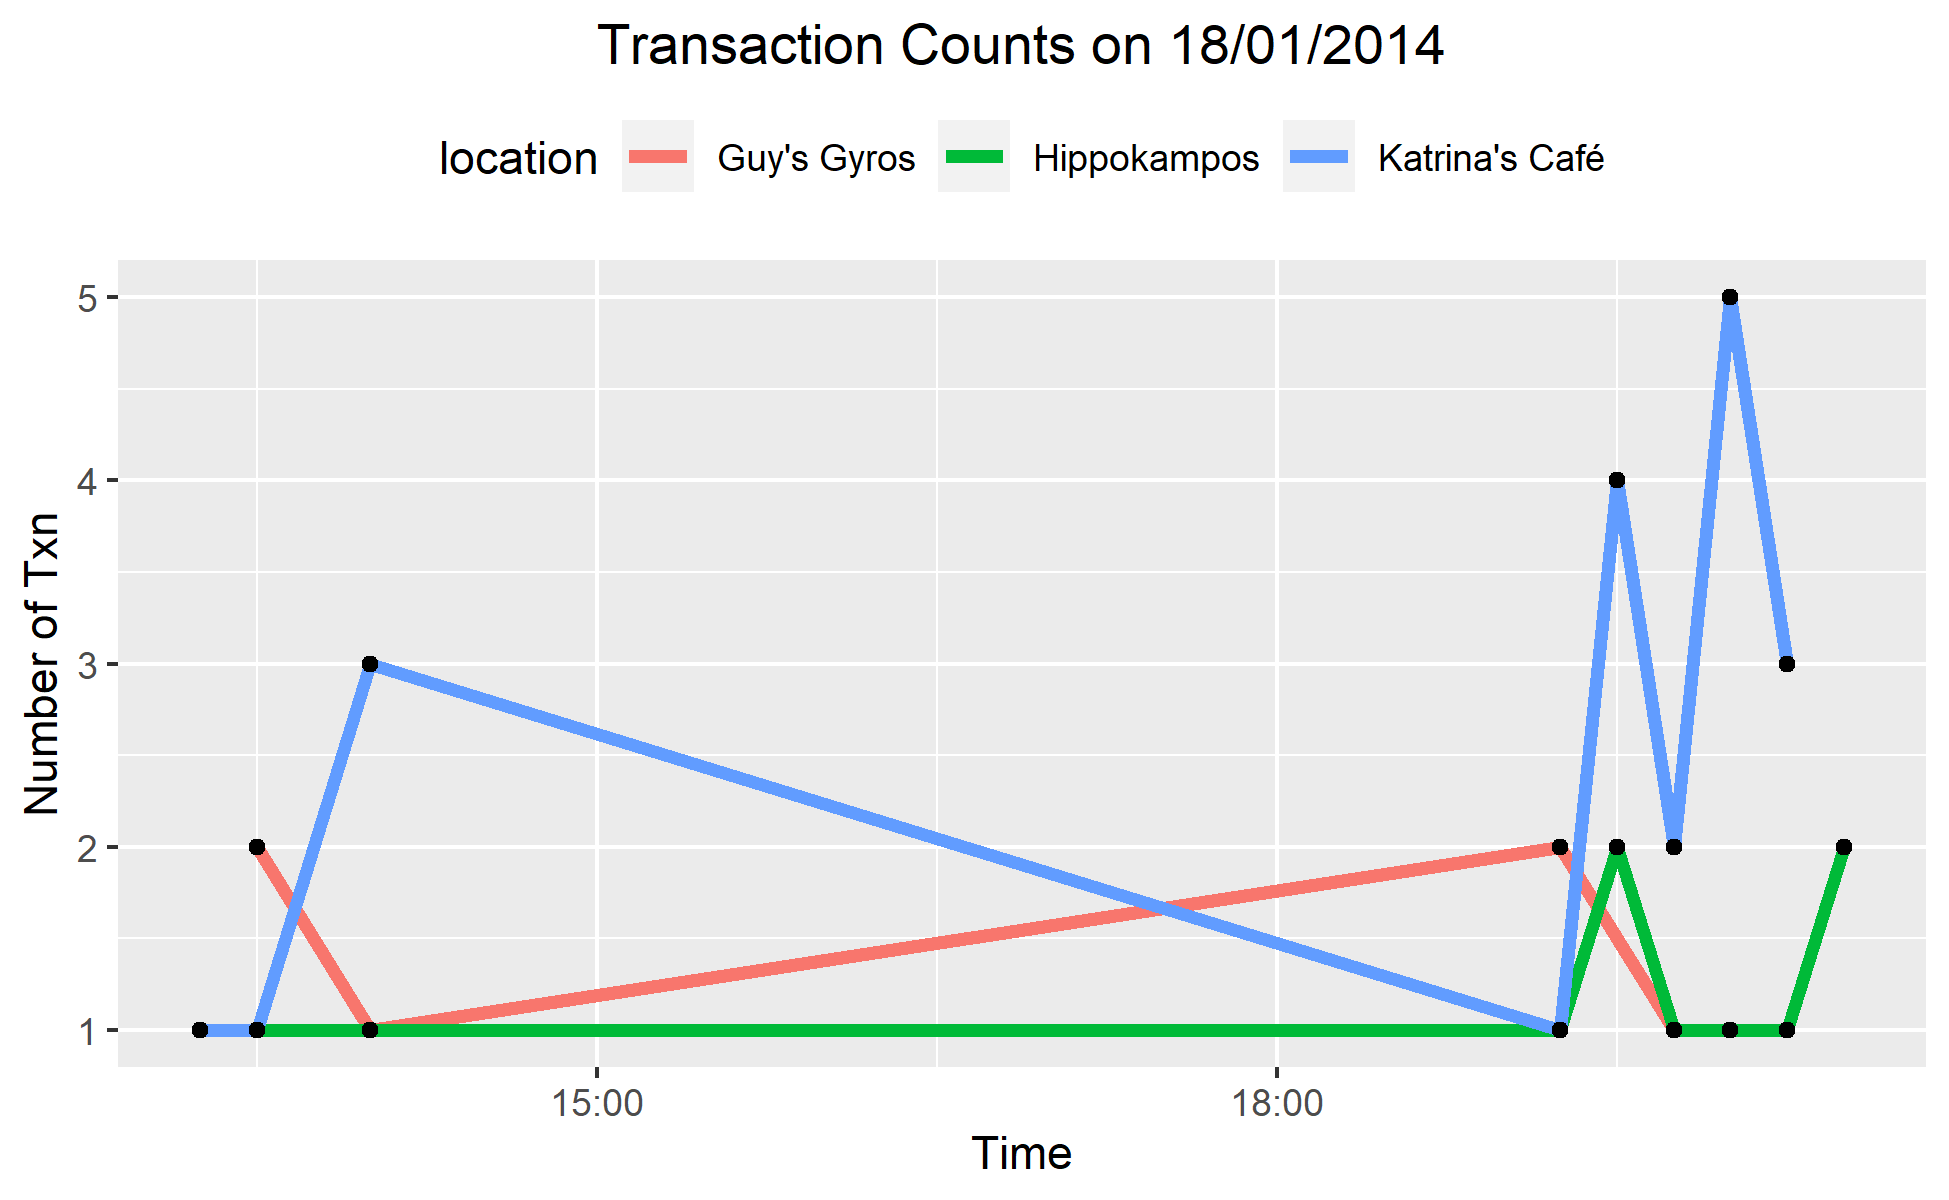 Transaction Counts on 18/01/2014
location Guy's Gyros Hippokampos Katrina's Café
5
4
3
2
1
Number of Txn
15:00 18:00
Time